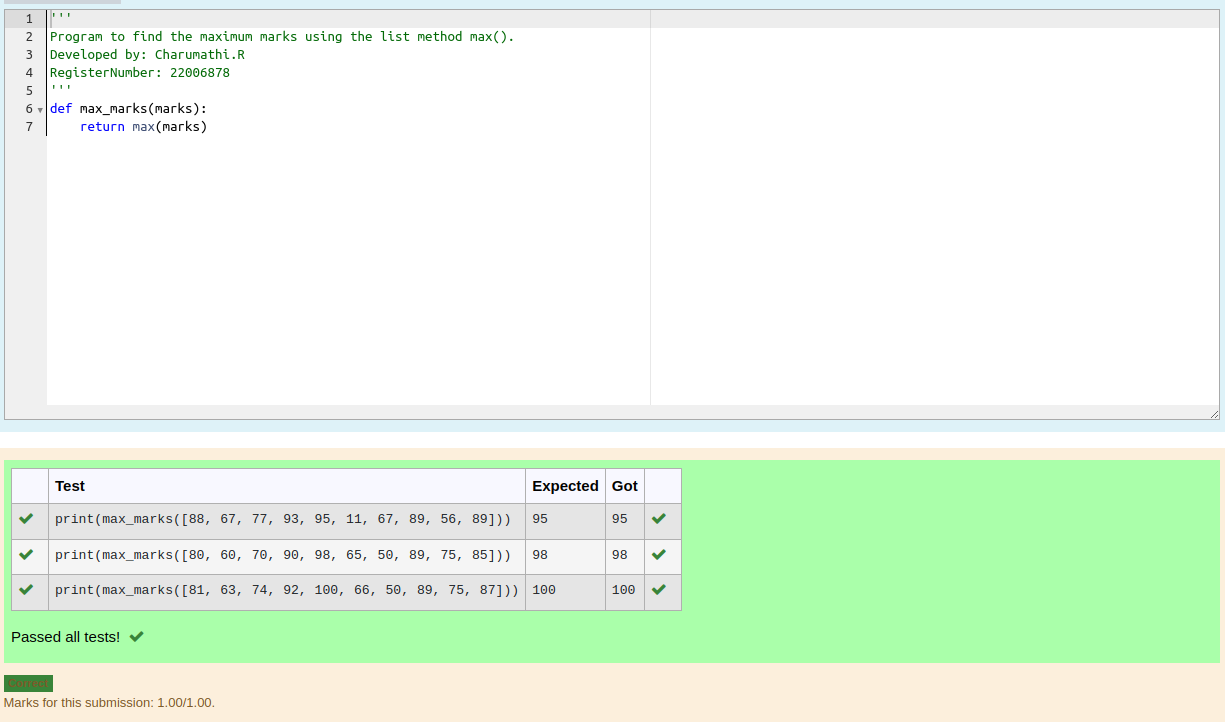 1 '''
2 Program to find the maximum marks using the list method max().
3 Developed by: Charumathi.R
4 RegisterNumber: 22006878
5 '''
6 def max_marks(marks):
7     return max(marks)
Test Expected Got
print(max_marks([88, 67, 77, 93, 95, 11, 67, 89, 56, 89])) 95 95
print(max_marks([80, 60, 70, 90, 98, 65, 50, 89, 75, 85])) 98 98
print(max_marks([81, 63, 74, 92, 100, 66, 50, 89, 75, 87])) 100 100
Passed all tests!
Correct
Marks for this submission: 1.00/1.00.